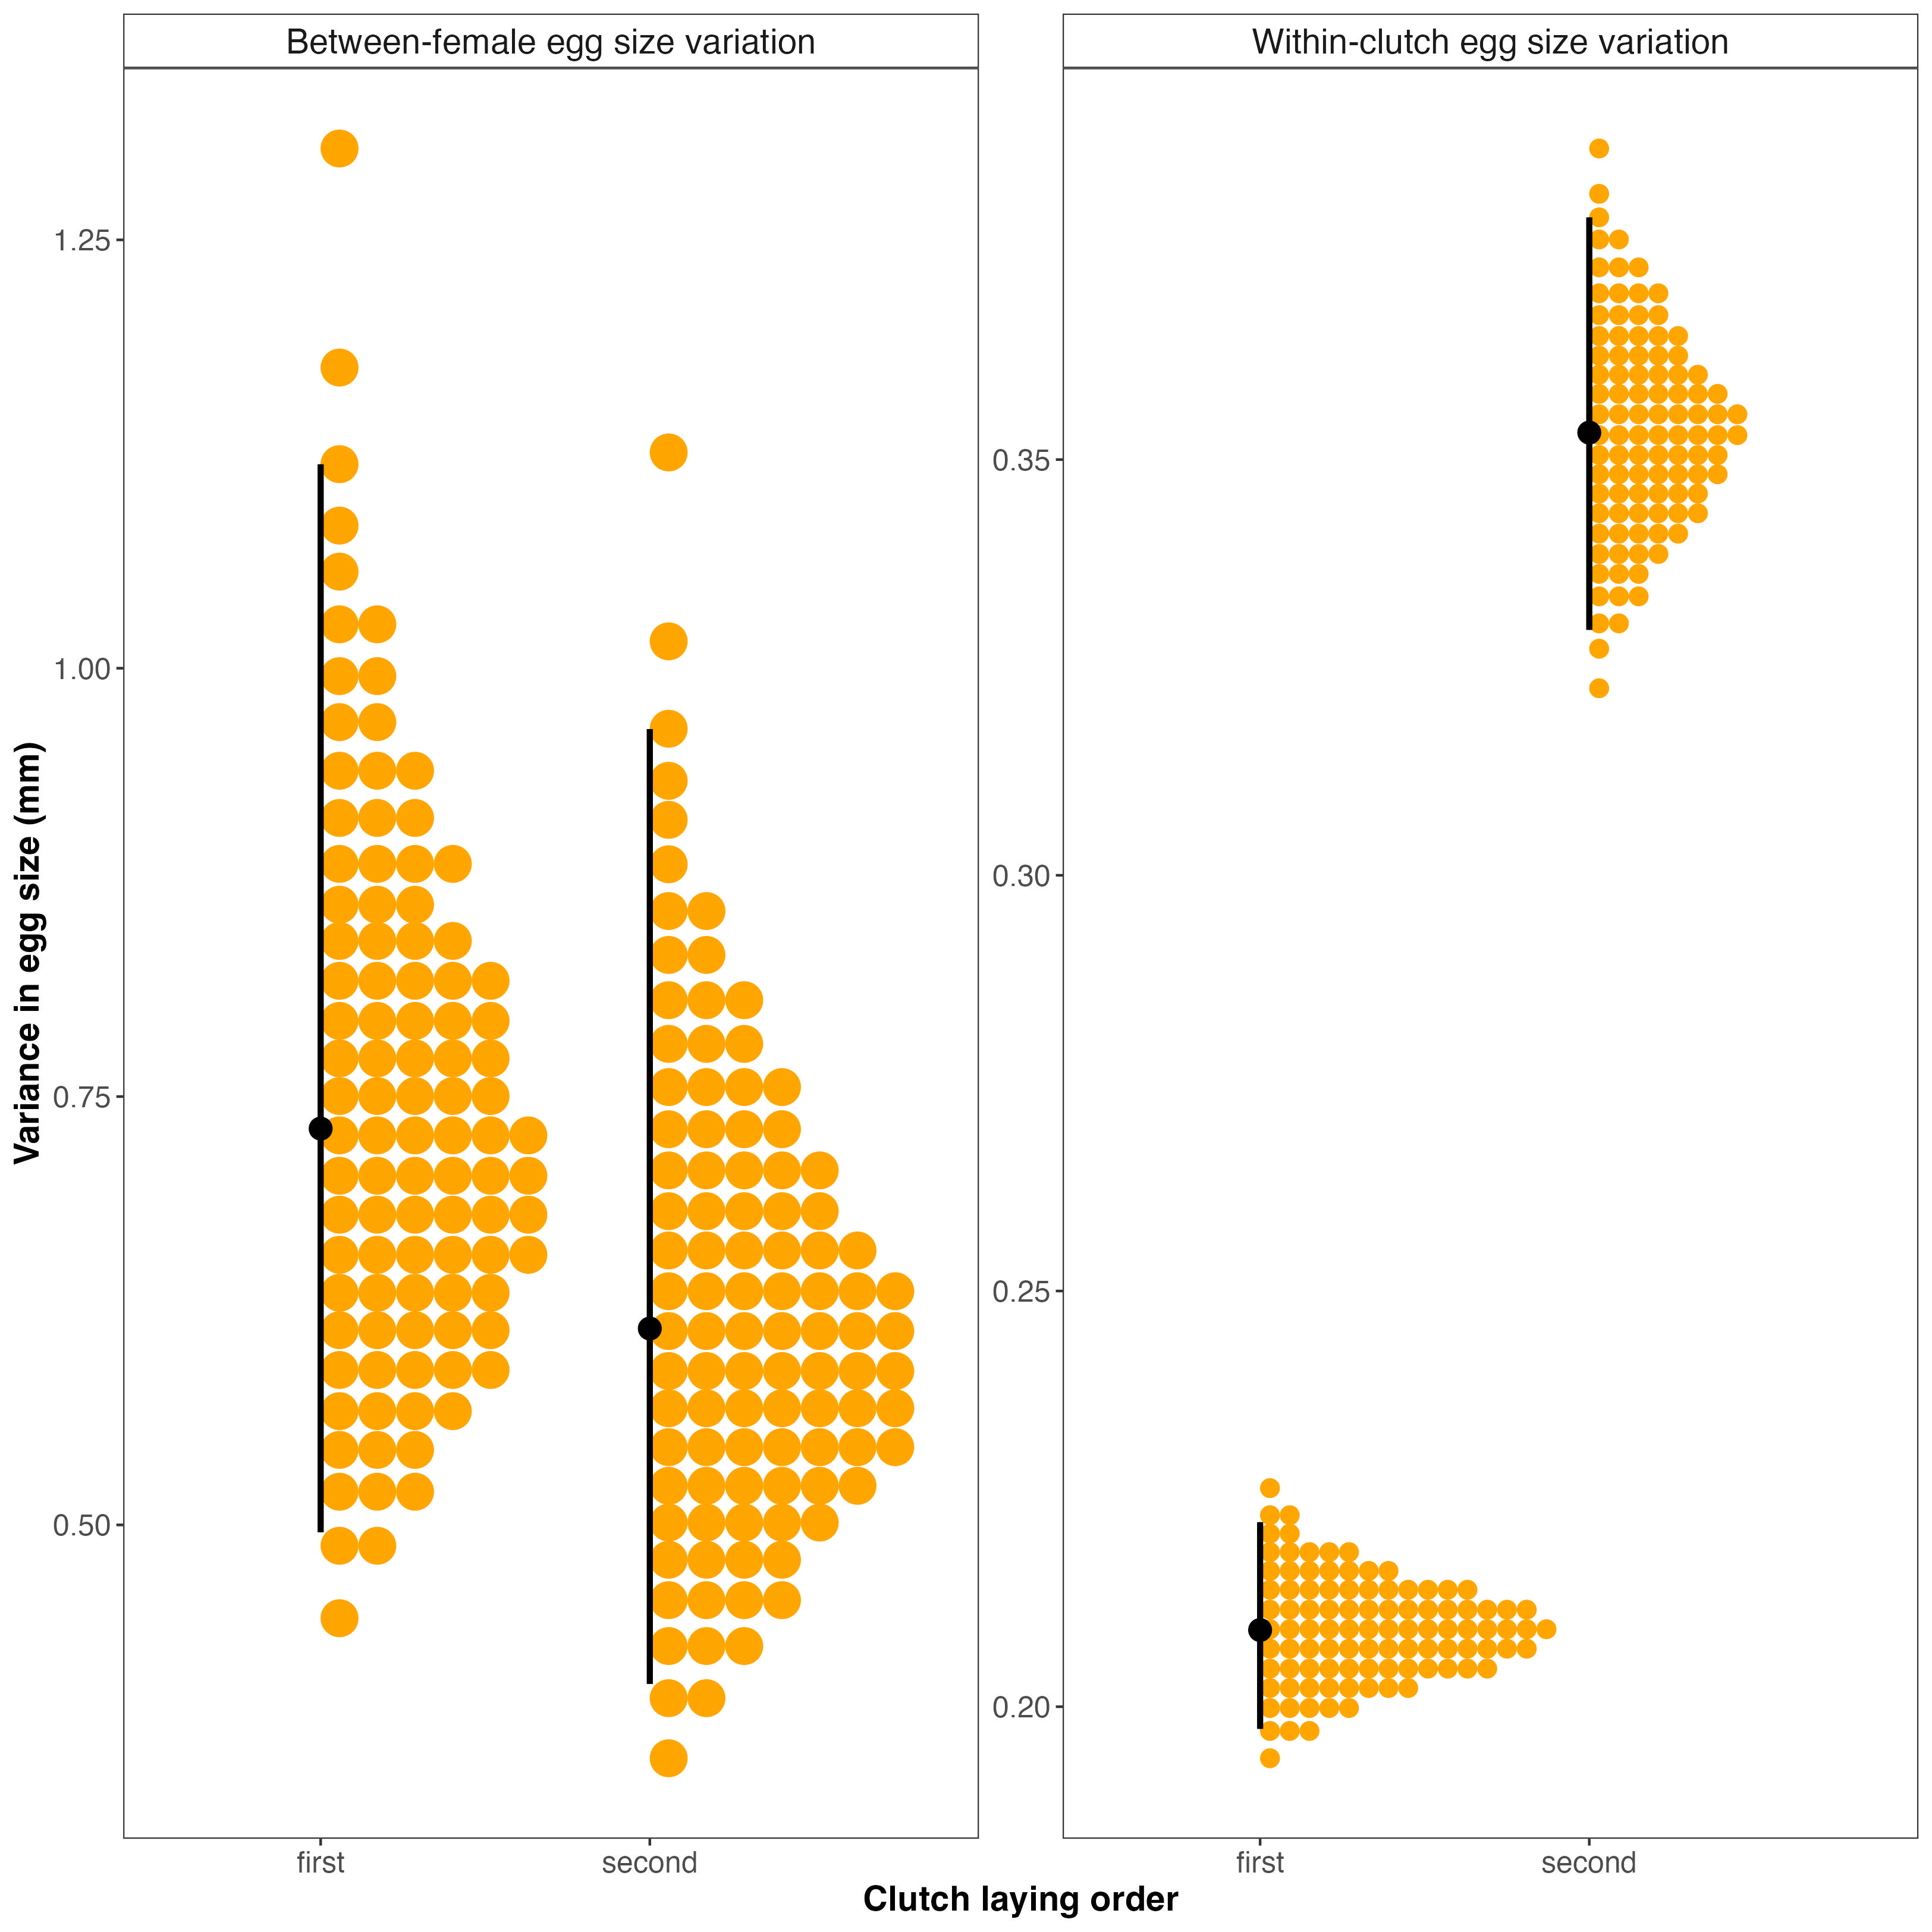 Between-female egg size variation
Within-clutch egg size variation
Variance in egg size (mm)
1.25
1.00
0.75
0.50
0.35
0.30
0.25
0.20
first
second
first
second
Clutch laying order